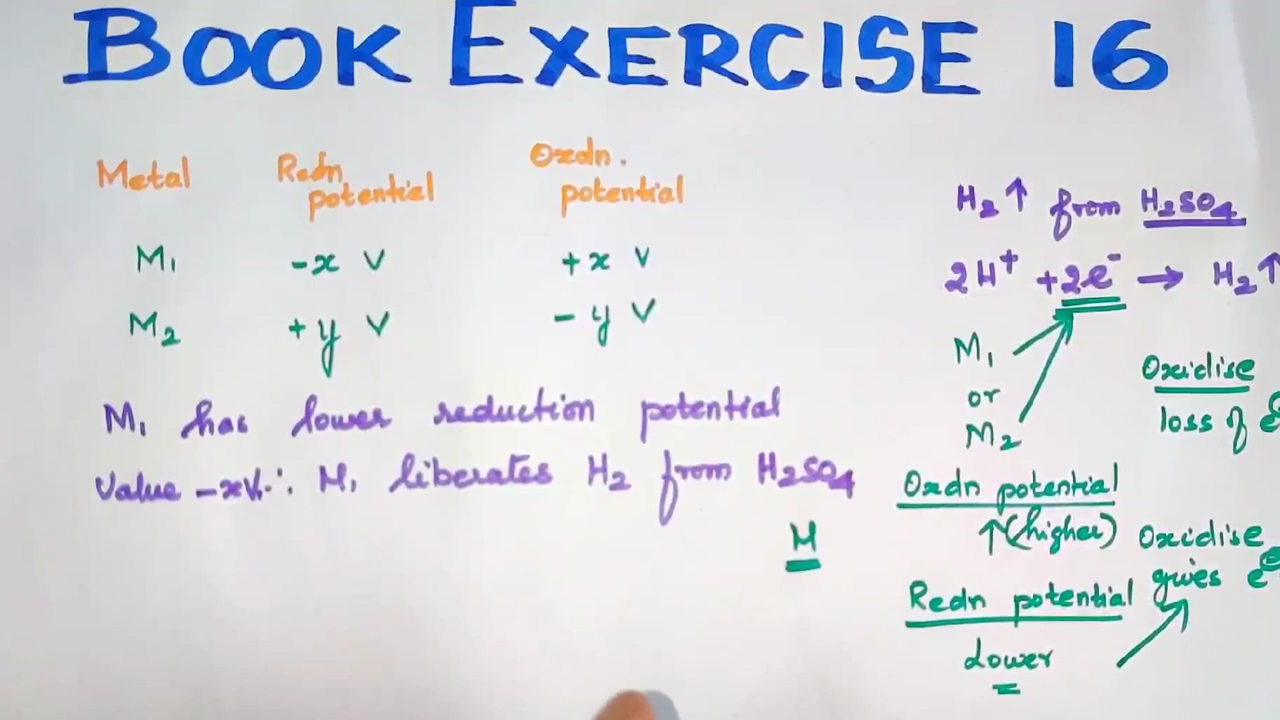 BOOK EXERCISE 16
Metal Redn potential Oxdn. potential
M₁ -x V +x V
M₂ +y V - y V
M₁ has lower reduction potential
Value -xV.∴ M₁ liberates H₂ from H₂SO₄
M
H₂↑ from H₂SO₄
2H⁺ +2e⁻ → H₂↑
M₁
or
M₂
Oxidise
loss of e
Oxdn potential
↑(higher) Oxidise
gives e
Redn potential
Lower